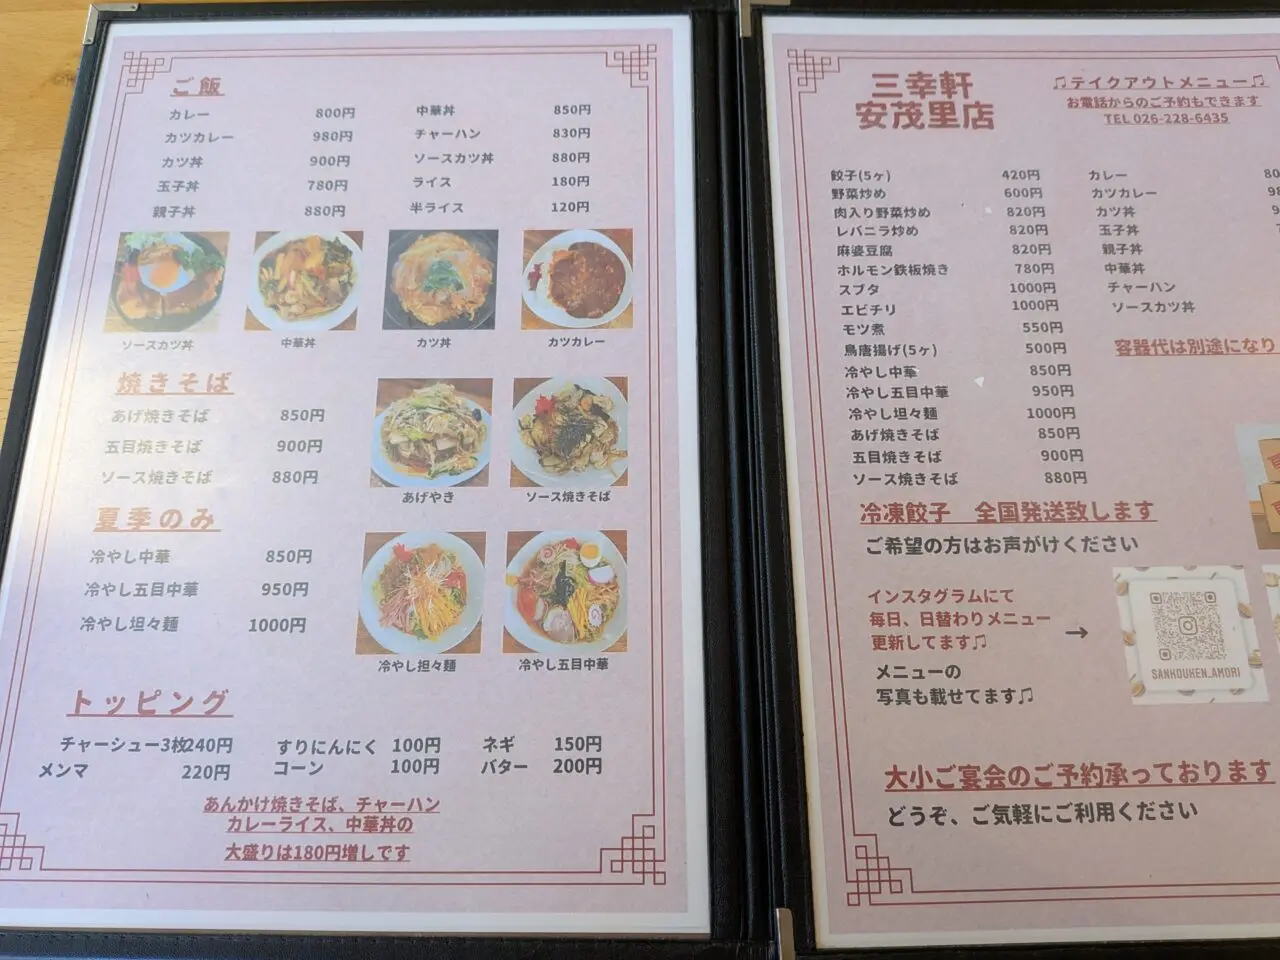 ご飯
カレー 800円
カツカレー 980円
カツ丼 900円
玉子丼 780円
親子丼 880円
中華丼 850円
チャーハン 830円
ソースカツ丼 880円
ライス 180円
半ライス 120円
ソースカツ丼
中華丼
カツ丼
カツカレー
焼きそば
あげ焼きそば 850円
五目焼きそば 900円
ソース焼きそば 880円
あげやき
ソース焼きそば
夏季のみ
冷やし中華 850円
冷やし五目中華 950円
冷やし坦々麺 1000円
冷やし担々麺
冷やし五目中華
トッピング
チャーシュー3枚240円
メンマ 220円
すりにんにく 100円
コーン 100円
ネギ 150円
バター 200円
あんかけ焼きそば、チャーハン
カレーライス、中華丼の
大盛りは180円増しです
三幸軒
安茂里店
♫テイクアウトメニュー♫
お電話からのご予約もできます
TEL 026-228-6435
餃子(5ヶ) 420円
野菜炒め 600円
肉入り野菜炒め 820円
レバニラ炒め 820円
麻婆豆腐 820円
ホルモン鉄板焼き 780円
スブタ 1000円
エビチリ 1000円
モツ煮 550円
鳥唐揚げ(5ヶ) 500円
冷やし中華 850円
冷やし五目中華 950円
冷やし坦々麺 1000円
あげ焼きそば 850円
五目焼きそば 900円
ソース焼きそば 880円
カレー
カツカレー
カツ丼
玉子丼
親子丼
中華丼
チャーハン
ソースカツ丼
容器代は別途になり
冷凍餃子 全国発送致します
ご希望の方はお声がけください
インスタグラムにて
毎日、日替わりメニュー
更新してます♫
→
メニューの
写真も載せてます♫
SANKOUKEN_AMORI
大小ご宴会のご予約承っております
どうぞ、ご気軽にご利用ください